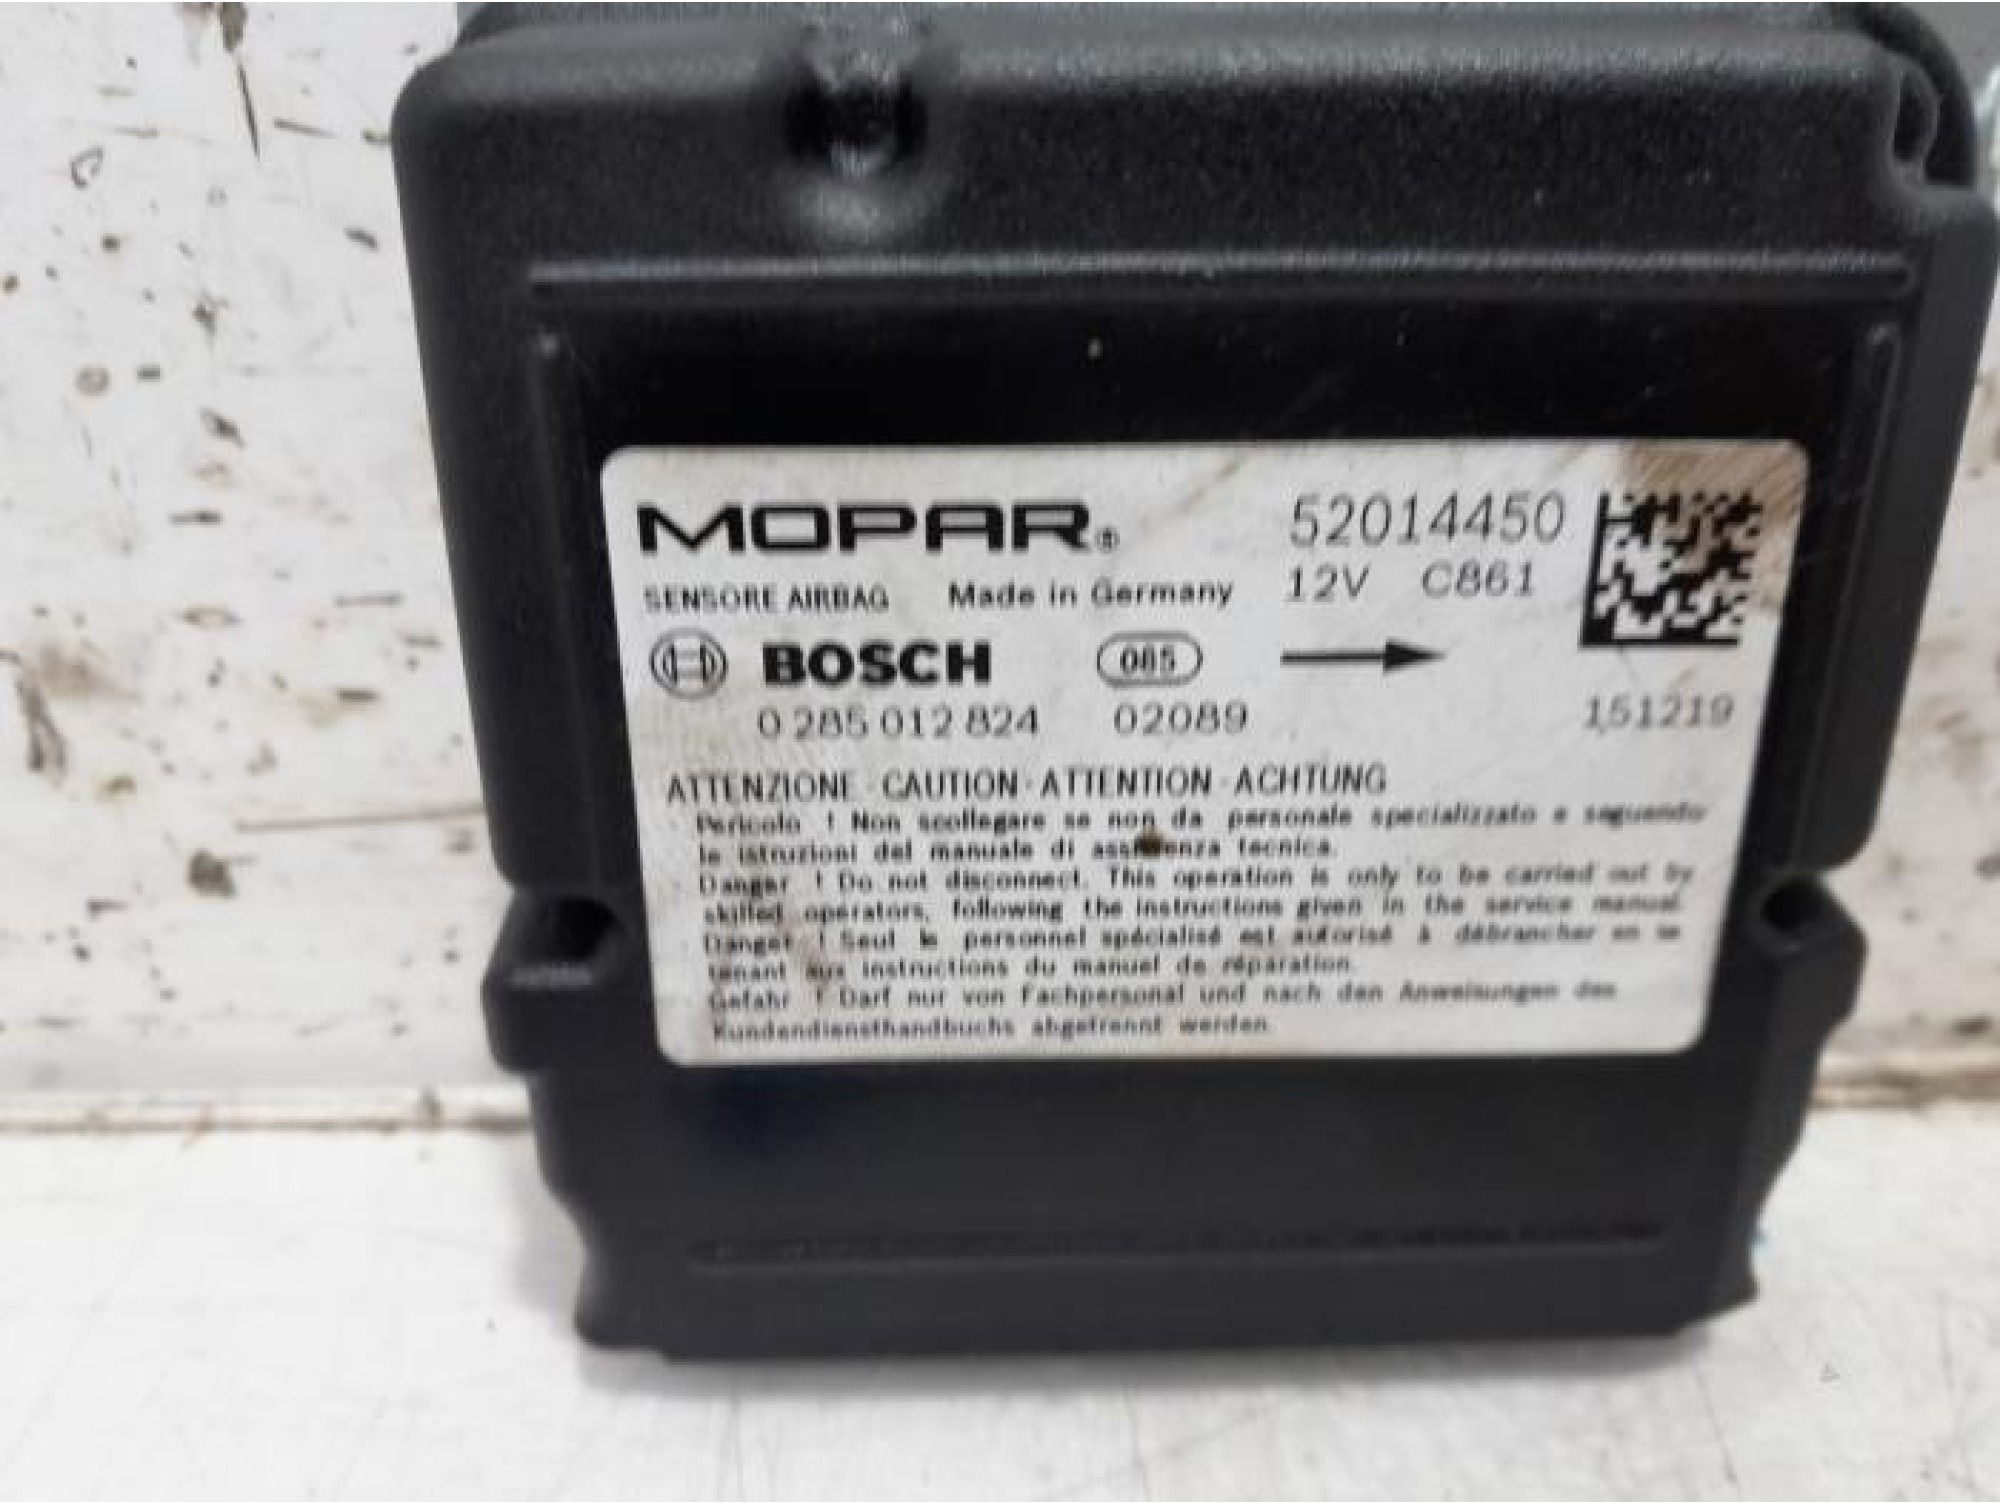 MOPAR® 52014450
SENSORE AIRBAG Made in Germany 12V C861
BOSCH 085
0 285 012 824 02089 151219
ATTENZIONE - CAUTION - ATTENTION - ACHTUNG
Pericolo ! Non scollegare se non da personale specializzato e seguendo
le istruzioni del manuale di assistenza tecnica.
Danger ! Do not disconnect. This operation is only to be carried out by
skilled operators, following the instructions given in the service manual.
Danger ! Seul le personnel spécialisé est autorisé à débrancher en se
tenant aux instructions du manuel de réparation.
Gefahr ! Darf nur von Fachpersonal und nach den Anweisungen des
Kundendiensthandbuchs abgetrennt werden.